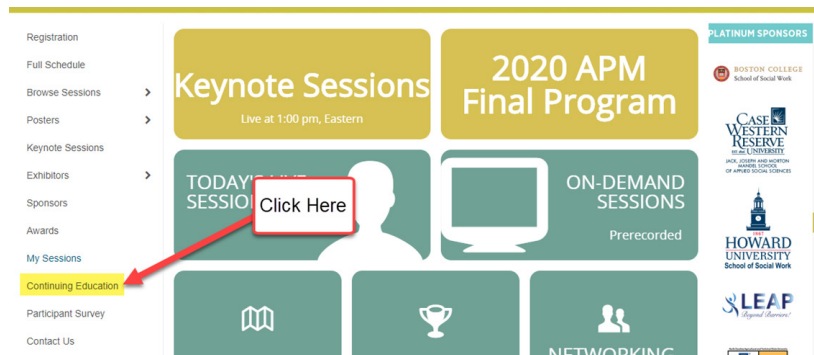 Registration
Full Schedule
Browse Sessions
Posters
Keynote Sessions
Exhibitors
Sponsors
Awards
My Sessions
Continuing Education
Participant Survey
Contact Us
Keynote Sessions
Live at 1:00 pm, Eastern
2020 APM
Final Program
TODAY'S LIVE
SESSIO
Click Here
ON-DEMAND
SESSIONS
Prerecorded
NETWORKING
PLATINUM SPONSORS
BOSTON COLLEGE
School of Social Work
CASE
WESTERN
RESERVE
EST. 1826 UNIVERSITY
JACK, JOSEPH AND MORTON
MANDEL SCHOOL
OF APPLIED SOCIAL SCIENCES
1867
HOWARD
UNIVERSITY
School of Social Work
LEAP
Beyond Barriers!